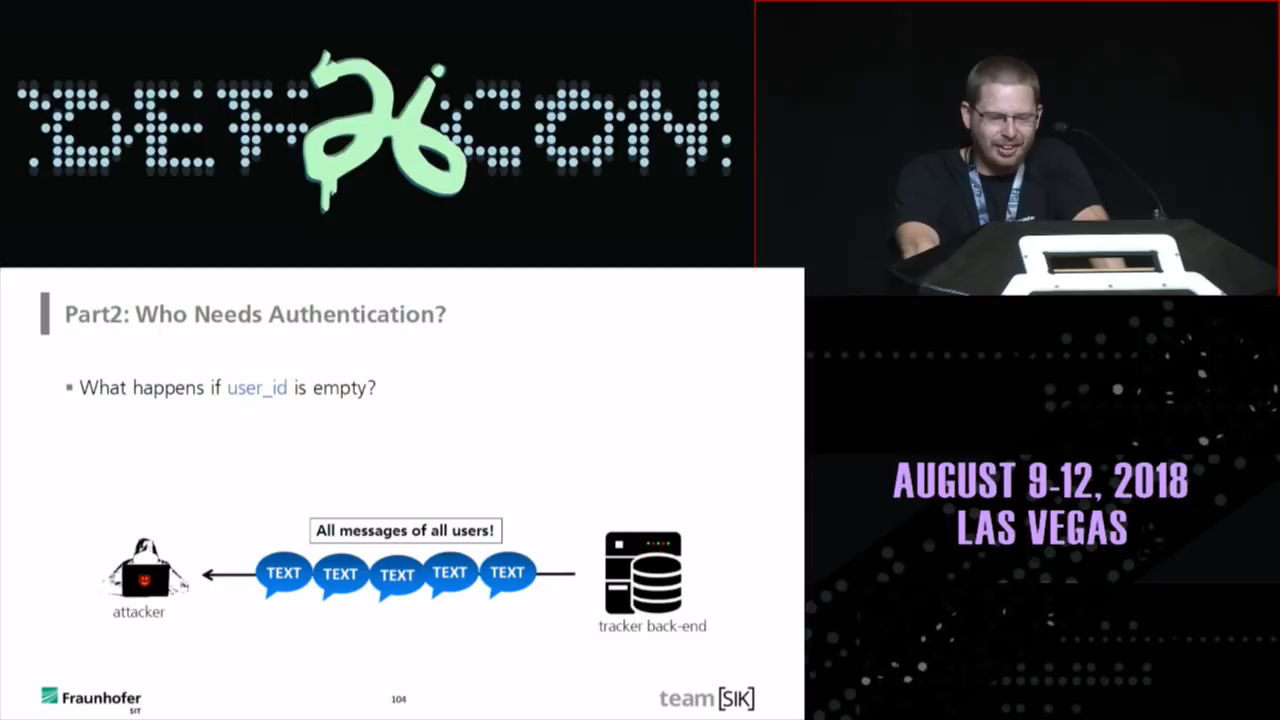 DEF CON
26
Part2: Who Needs Authentication?
▪ What happens if user_id is empty?
All messages of all users!
TEXT TEXT TEXT TEXT TEXT
attacker
tracker back-end
Fraunhofer
SIT
104
team[SIK]
AUGUST 9-12, 2018
LAS VEGAS